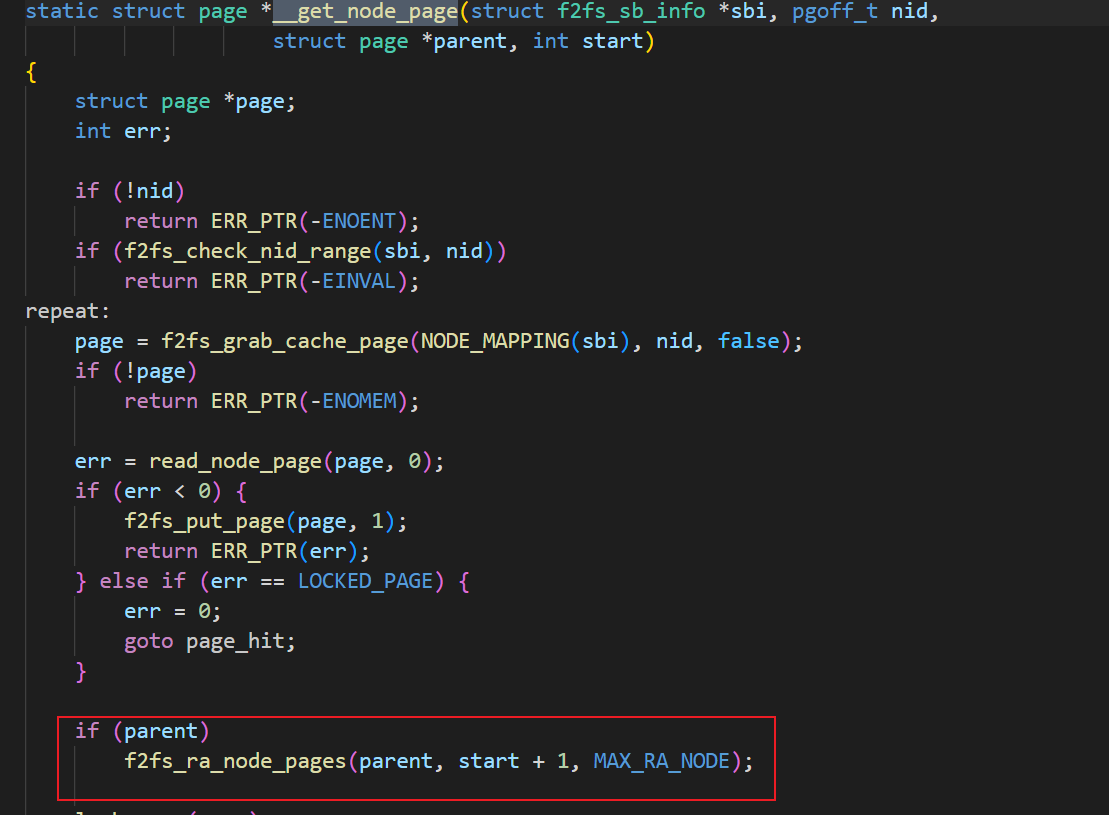 static struct page *__get_node_page(struct f2fs_sb_info *sbi, pgoff_t nid,
struct page *parent, int start)
{
struct page *page;
int err;
if (!nid)
return ERR_PTR(-ENOENT);
if (f2fs_check_nid_range(sbi, nid))
return ERR_PTR(-EINVAL);
repeat:
page = f2fs_grab_cache_page(NODE_MAPPING(sbi), nid, false);
if (!page)
return ERR_PTR(-ENOMEM);
err = read_node_page(page, 0);
if (err < 0) {
f2fs_put_page(page, 1);
return ERR_PTR(err);
} else if (err == LOCKED_PAGE) {
err = 0;
goto page_hit;
}
if (parent)
f2fs_ra_node_pages(parent, start + 1, MAX_RA_NODE);